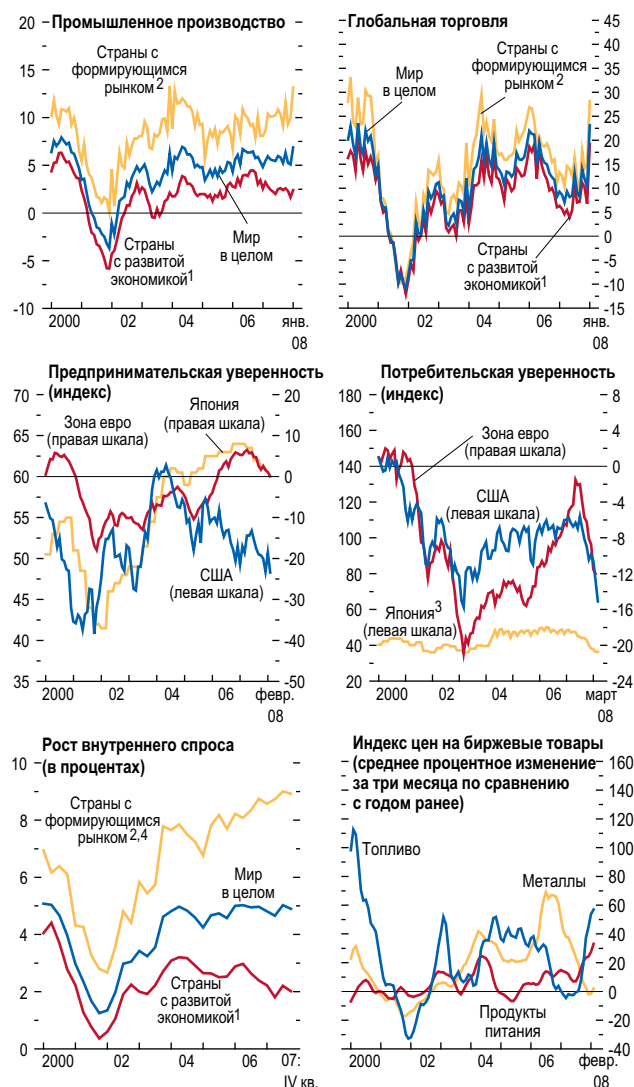 Промышленное производство
20
15
10
5
0
-5
-10
Страны с
формирующимся
рынком2
Страны
с развитой
экономикой1
Мир
в целом
2000 02 04 06 янв.
08
Глобальная торговля
45
40
35
30
25
20
15
10
5
0
-5
-10
-15
Мир
в целом
Страны с
формирующимся
рынком2
Страны
с развитой
экономикой1
2000 02 04 06 янв.
08
Предпринимательская уверенность
(индекс)
70
65
60
55
50
45
40
35
20
10
0
-10
-20
-30
-40
-50
Зона евро
(правая шкала)
Япония
(правая шкала)
США
(левая шкала)
2000 02 04 06 февр.
08
Потребительская уверенность
(индекс)
180
160
140
120
100
80
60
40
20
8
4
0
-4
-8
-12
-16
-20
-24
Зона евро
(правая шкала)
США
(левая шкала)
Япония3
(левая шкала)
2000 02 04 06 март
08
Рост внутреннего спроса
(в процентах)
10
8
6
4
2
0
Страны с
формирующимся
рынком2,4
Мир
в целом
Страны
с развитой
экономикой1
2000 02 04 06 07:
IV кв.
Индекс цен на биржевые товары
(среднее процентное изменение
за три месяца по сравнению
с годом ранее)
160
140
120
100
80
60
40
20
0
-20
-40
Топливо
Металлы
Продукты
питания
2000 02 04 06 февр.
08